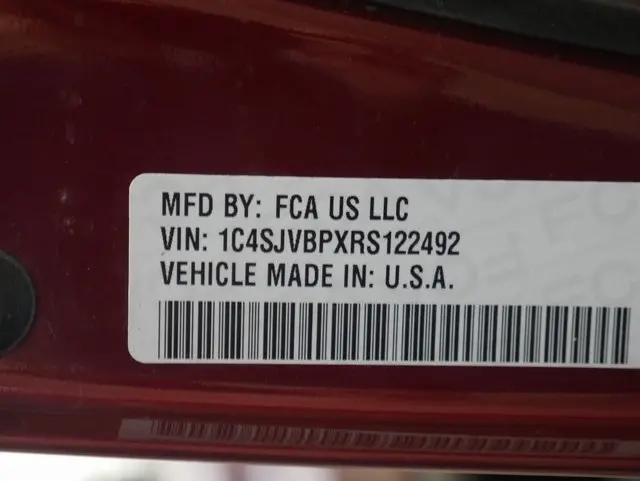 MFD BY: FCA US LLC
VIN: 1C4SJVBPXRS122492
VEHICLE MADE IN: U.S.A.